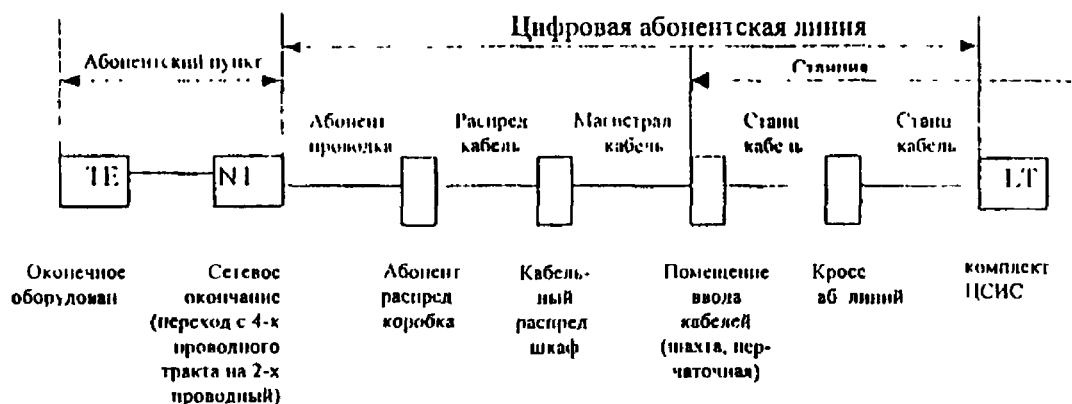 Цифровая абонентская линия
Абонентский пункт
Станция
Абонент
проводка
Распред
кабель
Магистрал
кабель
Станц
кабель
Станц
кабель
TE
NT
LT
Оконечное
оборудован
Сетевое
окончание
(переход с 4-х
проводного
тракта на 2-х
проводный)
Абонент
распред
коробка
Кабель-
ный
распред
шкаф
Помещение
ввода
кабелей
(шахта, пер-
чаточная)
Кросс
аб линий
комплект
ЦСИС